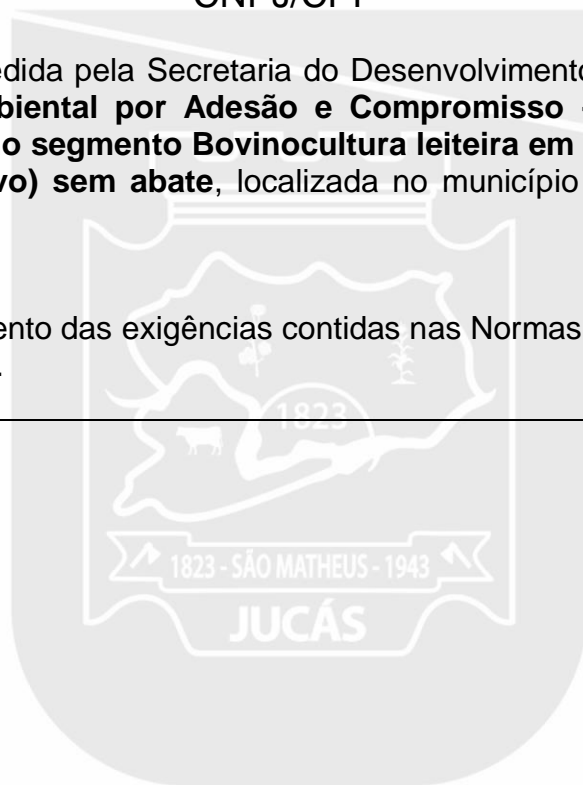 CNPJ/CPF
edida pela Secretaria do Desenvolvimento
biental por Adesão e Compromisso
o segmento Bovinocultura leiteira em
vo) sem abate, localizada no município
ento das exigências contidas nas Normas
1823
1823 - SÃO MATHEUS - 1943
JUCÁS